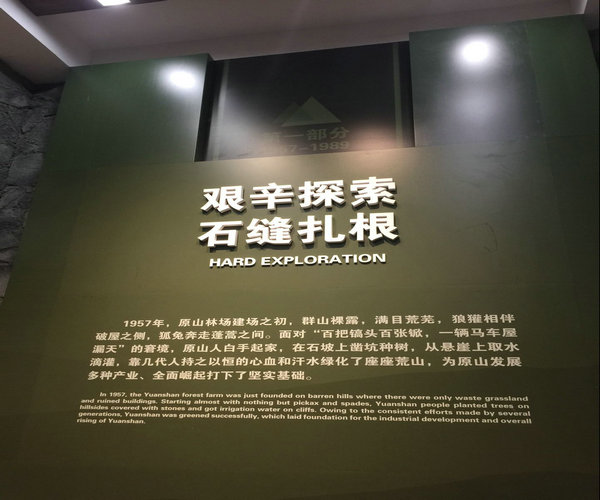 第一部分
1957-1989
艰辛探索
石缝扎根
HARD EXPLORATION
1957年，原山林场建场之初，群山裸露，满目荒芜，狼獾相伴
破屋之侧，狐兔奔走蓬蒿之间。面对“百把镐头百张锨，一辆马车屋
漏天”的窘境，原山人白手起家，在石坡上凿坑种树，从悬崖上取水
滴灌，靠几代人持之以恒的心血和汗水绿化了座座荒山，为原山发展
多种产业、全面崛起打下了坚实基础。
In 1957, the Yuanshan forest farm was just founded on barren hills where there were only waste grassland
and ruined buildings. Starting almost with nothing but pickax and spades, Yuanshan people planted trees on
hillsides covered with stones and got irrigation water on cliffs. Owing to the consistent efforts made by several
generations, Yuanshan was greened successfully, which laid foundation for the industrial development and overall
rising of Yuanshan.